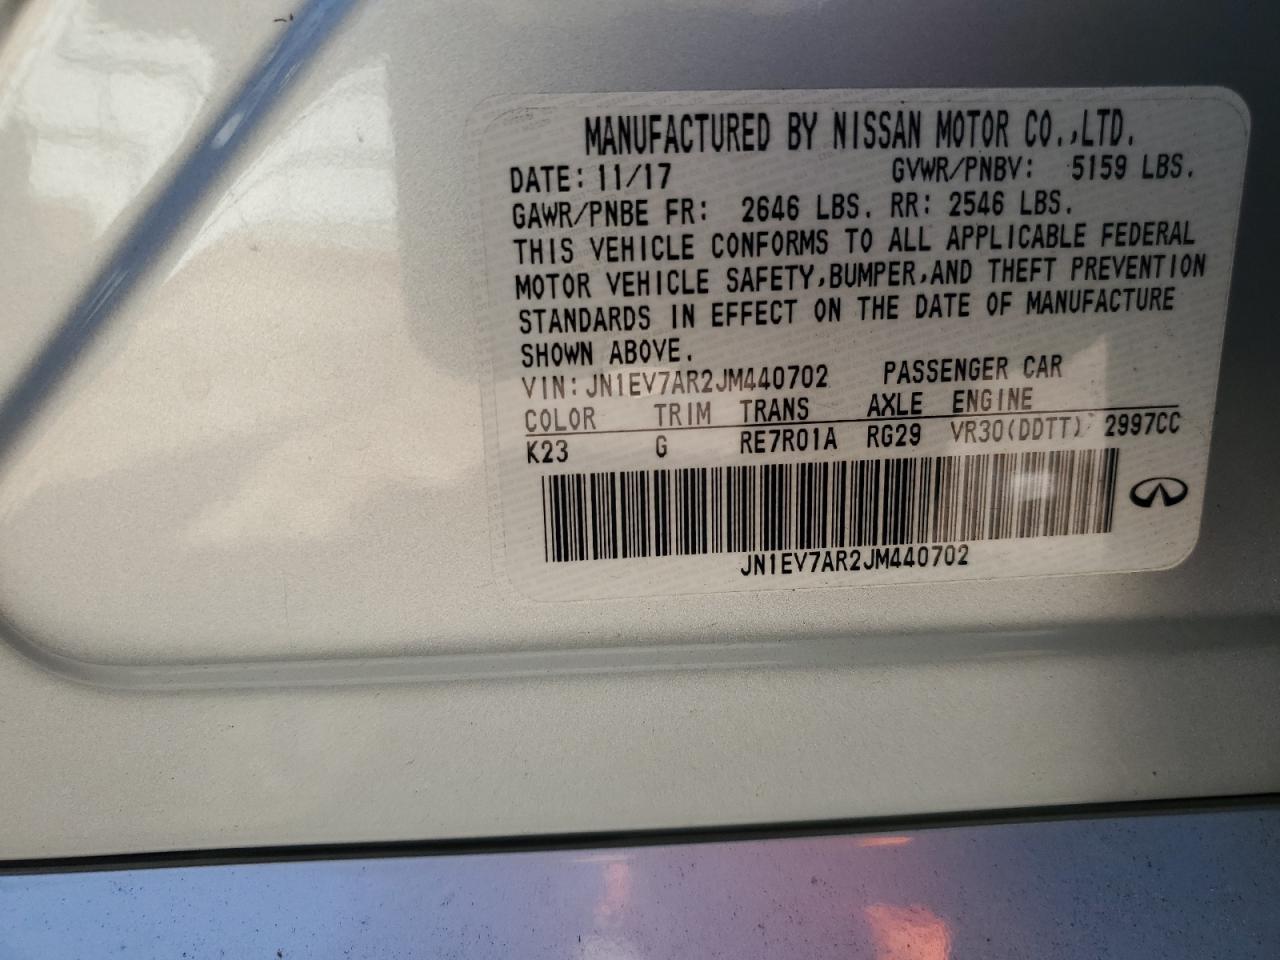 MANUFACTURED BY NISSAN MOTOR CO.,LTD.
DATE: 11/17 GVWR/PNBV: 5159 LBS.
GAWR/PNBE FR: 2646 LBS. RR: 2546 LBS.
THIS VEHICLE CONFORMS TO ALL APPLICABLE FEDERAL
MOTOR VEHICLE SAFETY,BUMPER,AND THEFT PREVENTION
STANDARDS IN EFFECT ON THE DATE OF MANUFACTURE
SHOWN ABOVE.
VIN:JN1EV7AR2JM440702 PASSENGER CAR
COLOR TRIM TRANS AXLE ENGINE
K23 G RE7R01A RG29 VR30(DDTT) 2997CC
JN1EV7AR2JM440702